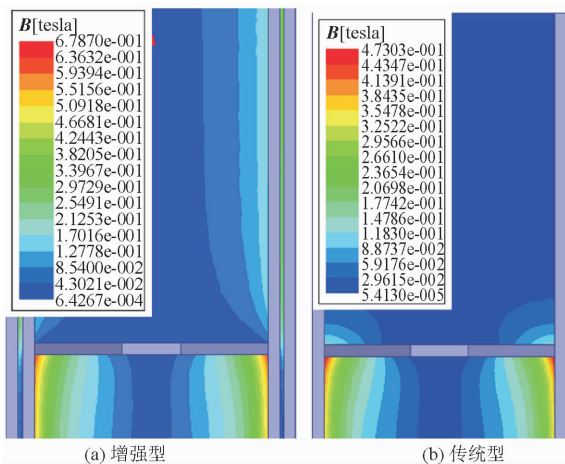 B[tesla]
6.7870e-001
6.3632e-001
5.9394e-001
5.5156e-001
5.0918e-001
4.6681e-001
4.2443e-001
3.8205e-001
3.3967e-001
2.9729e-001
2.5491e-001
2.1253e-001
1.7016e-001
1.2778e-001
8.5400e-002
4.3021e-002
6.4267e-004
(a) 增强型
B[tesla]
4.7303e-001
4.4347e-001
4.1391e-001
3.8435e-001
3.5478e-001
3.2522e-001
2.9566e-001
2.6610e-001
2.3654e-001
2.0698e-001
1.7742e-001
1.4786e-001
1.1830e-001
8.8737e-002
5.9176e-002
2.9615e-002
5.4130e-005
(b) 传统型